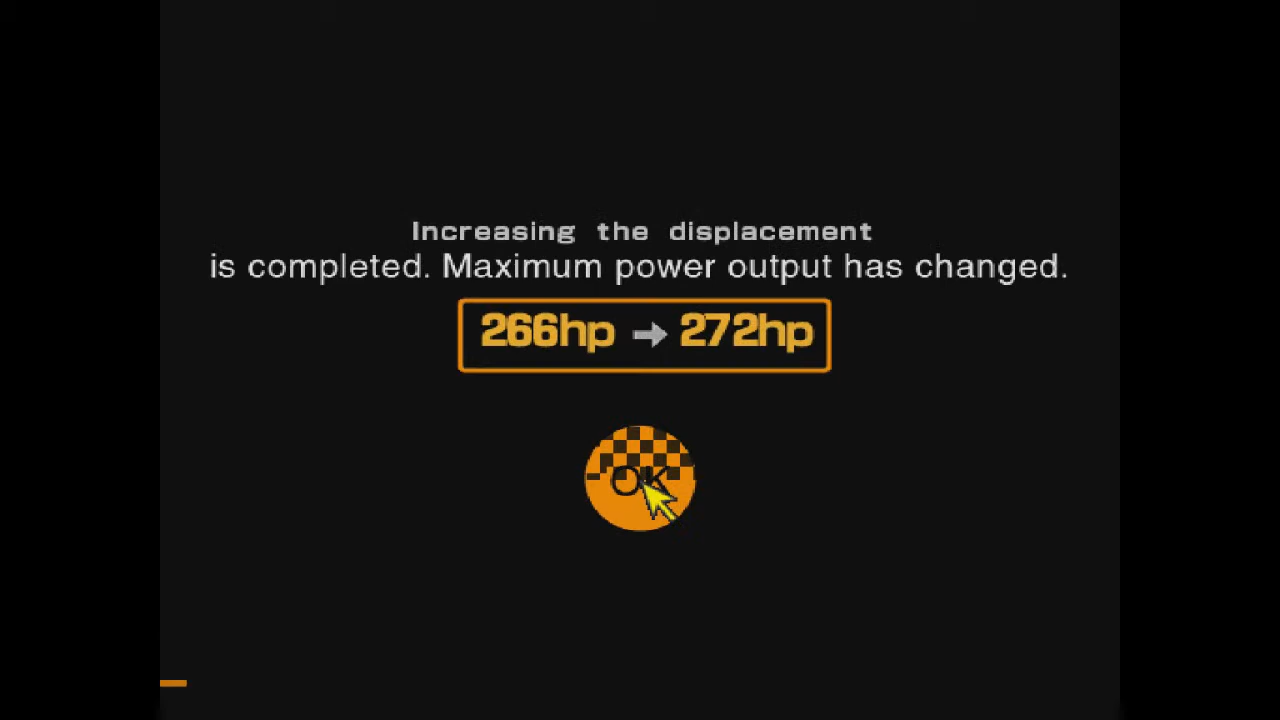 Increasing the displacement
is completed. Maximum power output has changed.
266hp ➡ 272hp
OK